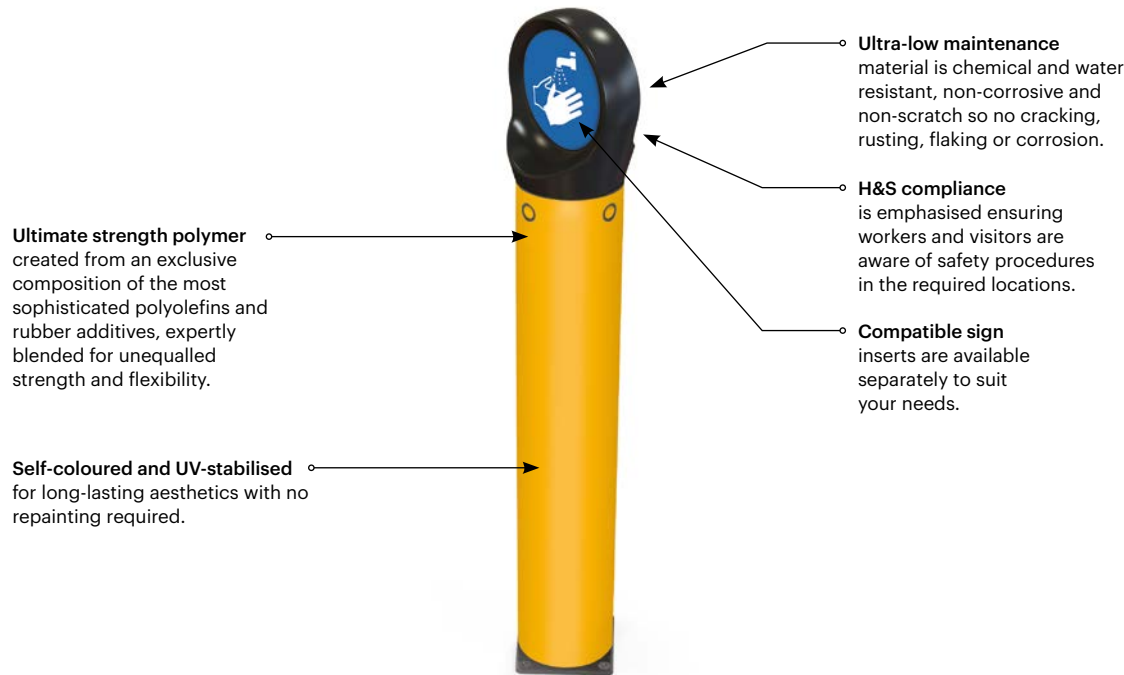 Ultra-low maintenance
material is chemical and water
resistant, non-corrosive and
non-scratch so no cracking,
rusting, flaking or corrosion.
H&S compliance
is emphasised ensuring
workers and visitors are
aware of safety procedures
in the required locations.
Ultimate strength polymer
created from an exclusive
composition of the most
sophisticated polyolefins and
rubber additives, expertly
blended for unequalled
strength and flexibility.
Compatible sign
inserts are available
separately to suit
your needs.
Self-coloured and UV-stabilised
for long-lasting aesthetics with no
repainting required.